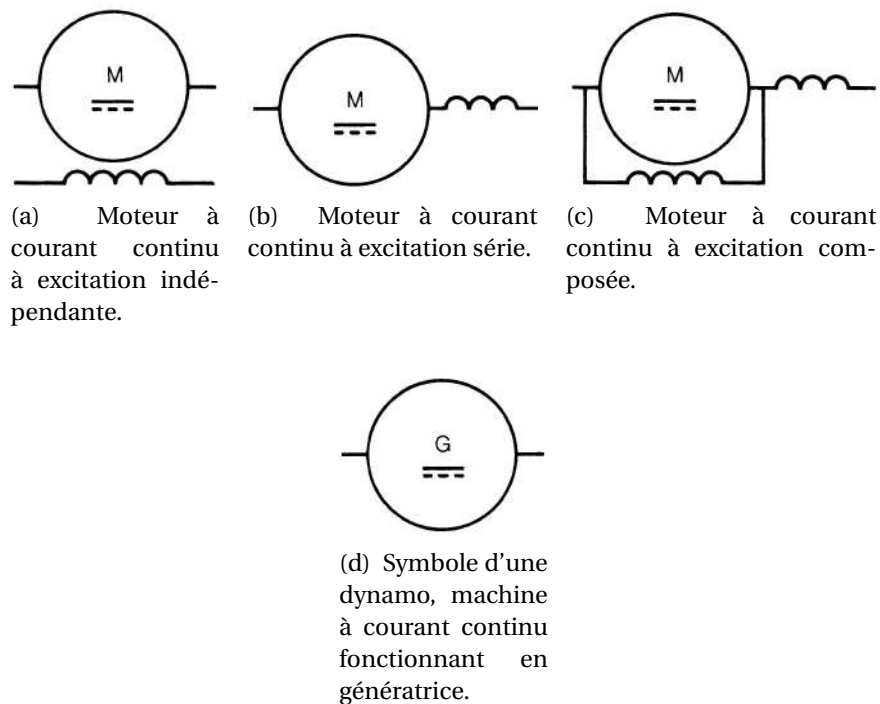 M
M
M
(a) Moteur à
courant continu
à excitation indé-
pendante.
(b) Moteur à courant
continu à excitation série.
(c) Moteur à courant
continu à excitation com-
posée.
G
(d) Symbole d'une
dynamo, machine
à courant continu
fonctionnant en
génératrice.